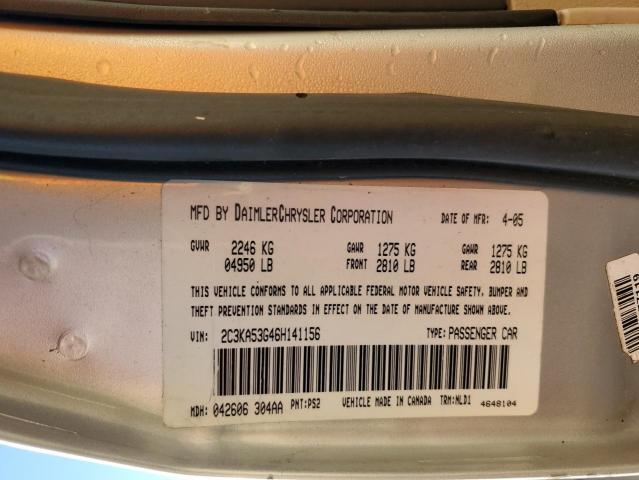 MFD BY DAIMLERCHRYSLER CORPORATION DATE OF MFR: 4-05
GVWR 2246 KG GAWR 1275 KG GAWR 1275 KG
04950 LB FRONT 2810 LB REAR 2810 LB
THIS VEHICLE CONFORMS TO ALL APPLICABLE FEDERAL MOTOR VEHICLE SAFETY, BUMPER AND
THEFT PREVENTION STANDARDS IN EFFECT ON THE DATE OF MANUFACTURE SHOWN ABOVE.
VIN: 2C3KA53G46H141156 TYPE: PASSENGER CAR
MDH: 042606 304AA PNT:PS2 VEHICLE MADE IN CANADA TRM:NLD1 4648104